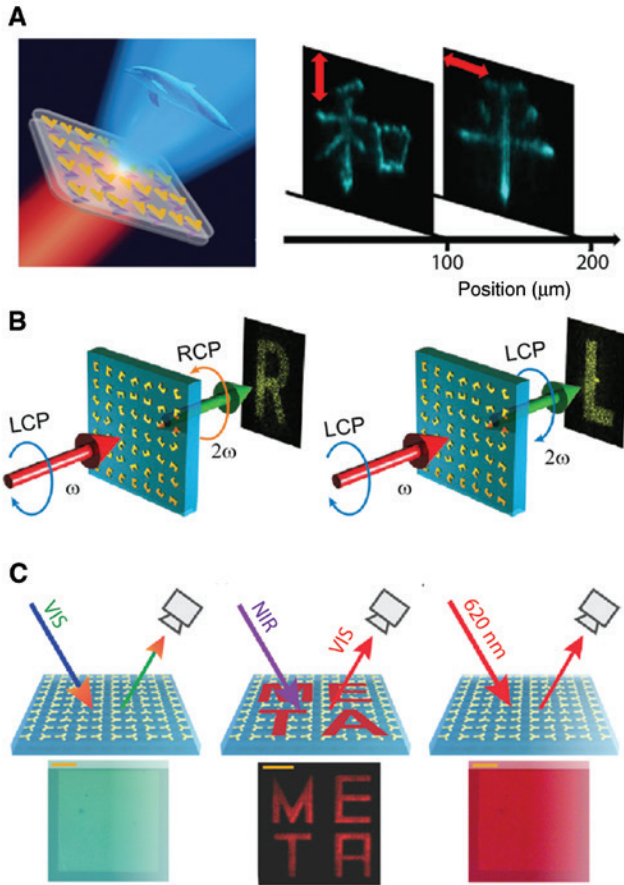 A
和
平
100
200
Position (μm)
B
LCP
ω
RCP
2ω
R
LCP
ω
LCP
2ω
L
C
VIS
NIR
VIS
620 nm
M E
T A
M E
T A